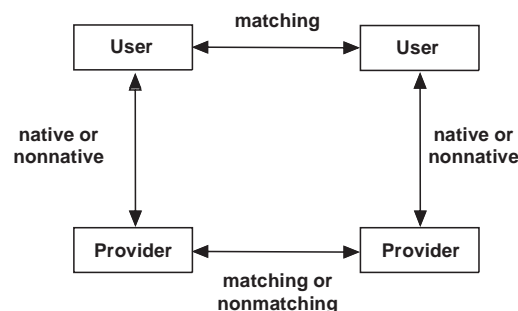 matching
User
User
native or
nonnative
native or
nonnative
Provider
Provider
matching or
nonmatching